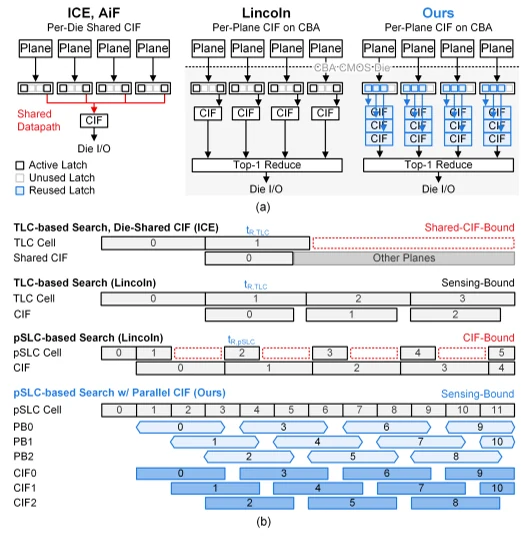 ICE, AiF Lincoln Ours
Per-Die Shared CIF Per-Plane CIF on CBA Per-Plane CIF on CBA
Plane Plane Plane Plane Plane Plane Plane Plane Plane Plane Plane Plane
CBA CMOS Die
Shared
Datapath
CIF CIF CIF CIF CIF CIF CIF CIF CIF
CIF CIF CIF CIF
CIF CIF CIF CIF
Die I/O
Top-1 Reduce Top-1 Reduce
Active Latch
Unused Latch
Reused Latch
Die I/O Die I/O
(a)
TLC-based Search, Die-Shared CIF (ICE) tR,TLC Shared-CIF-Bound
TLC Cell 0 1
Shared CIF 0 Other Planes
TLC-based Search (Lincoln) tR,TLC Sensing-Bound
TLC Cell 0 1 2 3
CIF 0 1 2
pSLC-based Search (Lincoln) tR,pSLC CIF-Bound
pSLC Cell 0 1 2 3 4 5
CIF 0 1 2 3 4
pSLC-based Search w/ Parallel CIF (Ours) Sensing-Bound
pSLC Cell 0 1 2 3 4 5 6 7 8 9 10 11
PB0 0 3 6 9
PB1 1 4 7 10
PB2 2 5 8
CIF0 0 3 6 9
CIF1 1 4 7 10
CIF2 2 5 8
(b)